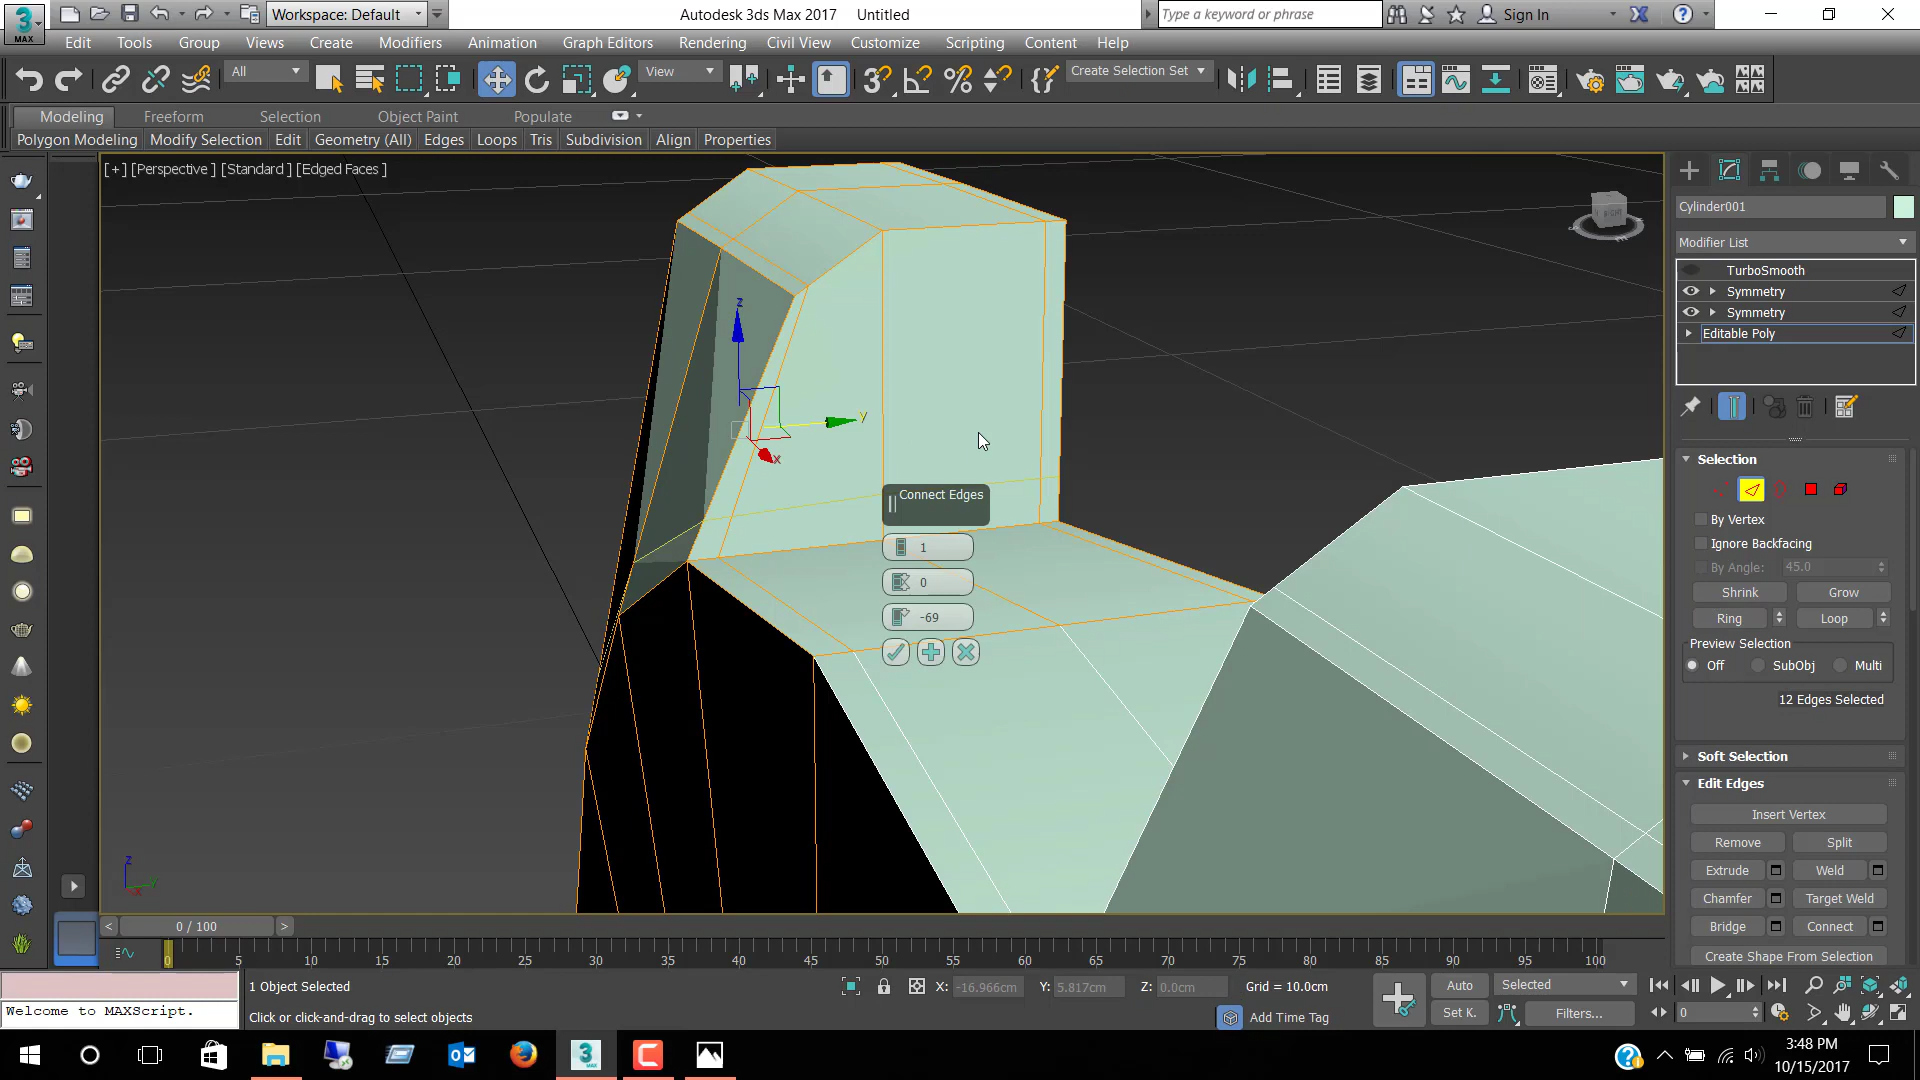 3
MAX
Workspace: Default
Autodesk 3ds Max 2017 Untitled
Type a keyword or phrase
Sign In
Edit Tools Group Views Create Modifiers Animation Graph Editors Rendering Civil View Customize Scripting Content Help
All
View
3
Create Selection Set
Modeling Freeform Selection Object Paint Populate
Polygon Modeling Modify Selection Edit Geometry (All) Edges Loops Tris Subdivision Align Properties
[+] [Perspective] [Standard] [Edged Faces]
RIGHT
Cylinder001
Modifier List
TurboSmooth
Symmetry
Symmetry
Editable Poly
z
y
x
Connect Edges
1
0
-69
Selection
By Vertex
Ignore Backfacing
By Angle: 45.0
Shrink Grow
Ring Loop
Preview Selection
Off SubObj Multi
12 Edges Selected
Soft Selection
Edit Edges
Insert Vertex
Remove Split
Extrude Weld
Chamfer Target Weld
Bridge Connect
Create Shape From Selection
z
y
x
< 0 / 100 >
0 5 10 15 20 25 30 35 40 45 50 55 60 65 70 75 80 85 90 95 100
1 Object Selected
X: -16.966cm Y: 5.817cm Z: 0.0cm Grid = 10.0cm
Auto Selected
Welcome to MAXScript.
Click or click-and-drag to select objects
Add Time Tag
Set K. Filters...
0
3:48 PM
10/15/2017